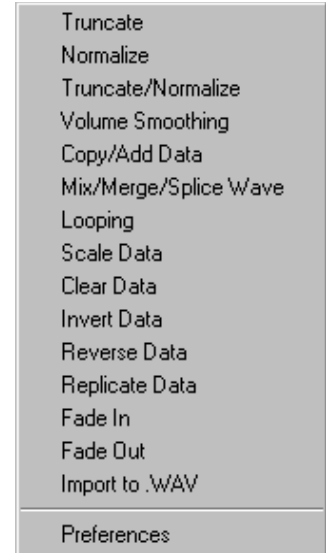 Truncate
Normalize
Truncate/Normalize
Volume Smoothing
Copy/Add Data
Mix/Merge/Splice Wave
Looping
Scale Data
Clear Data
Invert Data
Reverse Data
Replicate Data
Fade In
Fade Out
Import to .WAV
Preferences